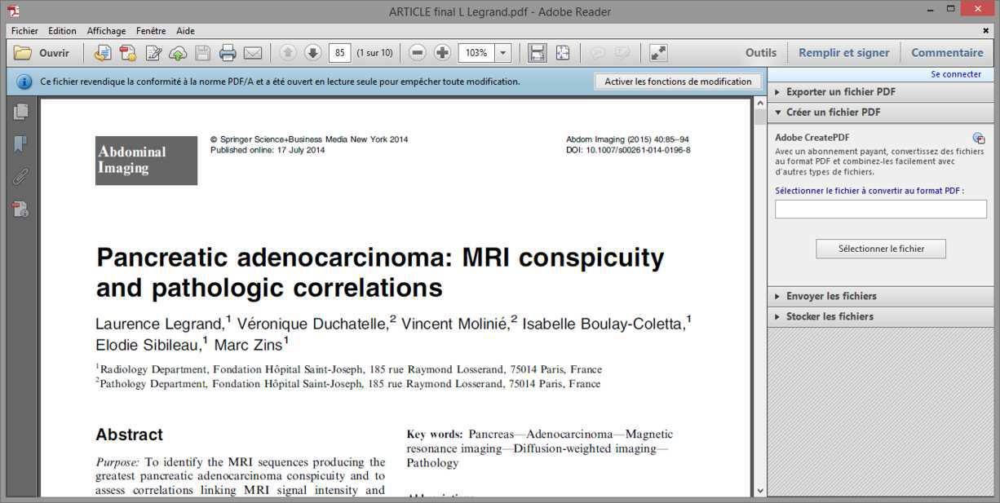 ARTICLE final L Legrand.pdf - Adobe Reader
Fichier Edition Affichage Fenêtre Aide
Ouvrir 85 (1 sur 10) 103% Outils Remplir et signer Commentaire
Ce fichier revendique la conformité à la norme PDF/A et a été ouvert en lecture seule pour empêcher toute modification. Activer les fonctions de modification
Se connecter
Exporter un fichier PDF
Créer un fichier PDF
Adobe CreatePDF
Avec un abonnement payant, convertissez des fichiers
au format PDF et combinez-les facilement avec
d'autres types de fichiers.
Sélectionner le fichier à convertir au format PDF :
Sélectionner le fichier
Envoyer les fichiers
Stocker les fichiers
Abdominal
Imaging
© Springer Science+Business Media New York 2014
Published online: 17 July 2014
Abdom Imaging (2015) 40:85–94
DOI: 10.1007/s00261-014-0196-8
Pancreatic adenocarcinoma: MRI conspicuity
and pathologic correlations
Laurence Legrand,1 Véronique Duchatelle,2 Vincent Molinié,2 Isabelle Boulay-Coletta,1
Elodie Sibileau,1 Marc Zins1
1Radiology Department, Fondation Hôpital Saint-Joseph, 185 rue Raymond Losserand, 75014 Paris, France
2Pathology Department, Fondation Hôpital Saint-Joseph, 185 rue Raymond Losserand, 75014 Paris, France
Abstract
Purpose: To identify the MRI sequences producing the
greatest pancreatic adenocarcinoma conspicuity and to
assess correlations linking MRI signal intensity and
Key words: Pancreas—Adenocarcinoma—Magnetic
resonance imaging—Diffusion-weighted imaging—
Pathology